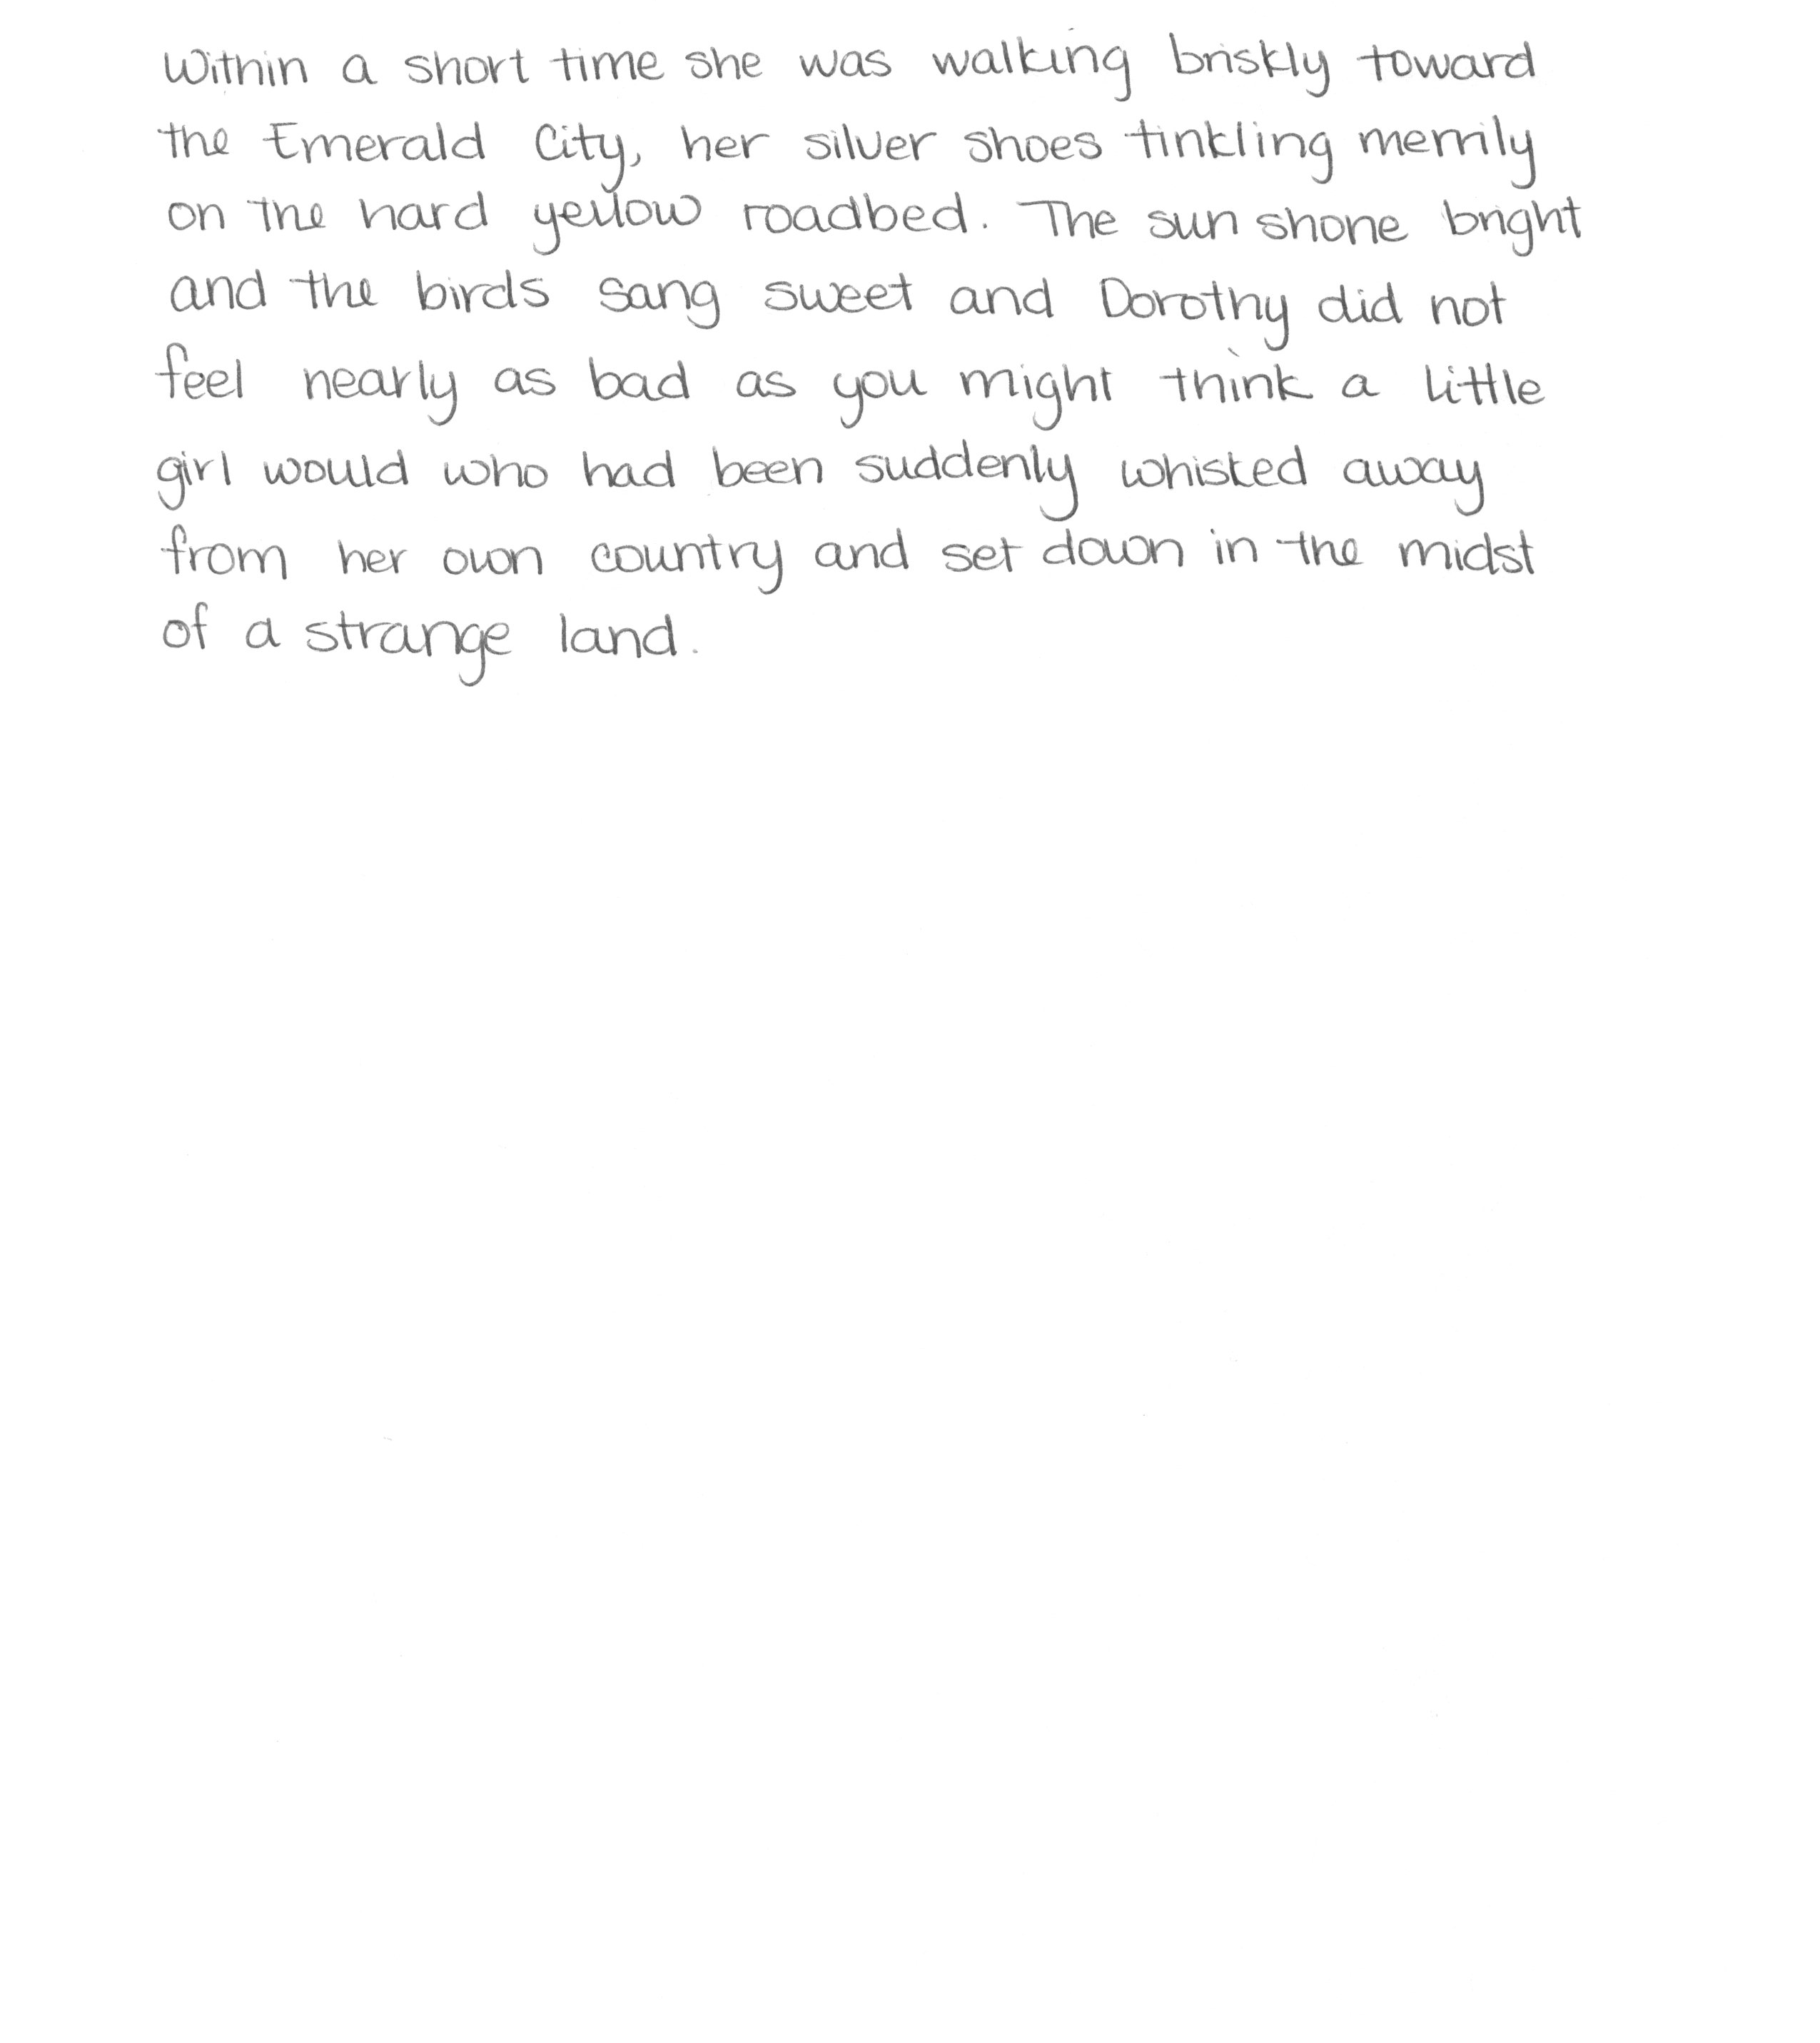 Within a short time she was walking briskly toward
the Emerald City, her silver shoes tinkling merrily
on the hard yellow roadbed. The sun shone bright
and the birds sang sweet and Dorothy did not
feel nearly as bad as you might think a little
girl would who had been suddenly whisked away
from her own country and set down in the midst
of a strange land.